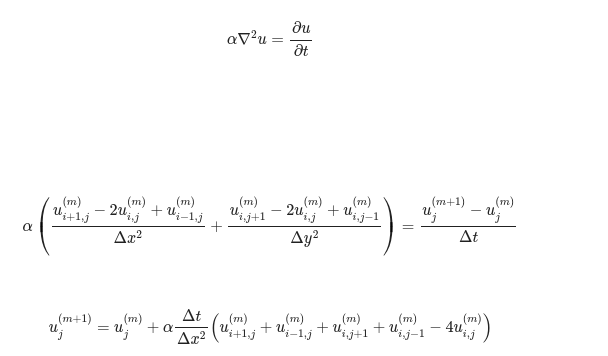 α∇²u = ∂u/∂t
α ( (u_{i+1,j}^{(m)} − 2u_{i,j}^{(m)} + u_{i−1,j}^{(m)})/Δx² + (u_{i,j+1}^{(m)} − 2u_{i,j}^{(m)} + u_{i,j−1}^{(m)})/Δy² ) = (u_j^{(m+1)} − u_j^{(m)})/Δt
u_j^{(m+1)} = u_j^{(m)} + α Δt/Δx² ( u_{i+1,j}^{(m)} + u_{i−1,j}^{(m)} + u_{i,j+1}^{(m)} + u_{i,j−1}^{(m)} − 4u_{i,j}^{(m)} )